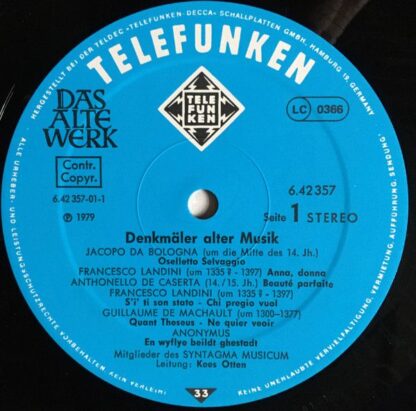 HERGESTELLT BEI DER TELDEC »TELEFUNKEN-DECCA« SCHALLPLATTEN GMBH, HAMBURG 19, GERMANY
TELEFUNKEN
DAS
ALTE
WERK
TELE
FUN
KEN
LC 0366
Contr.
Copyr.
6.42 357-01-1
℗ 1979
6.42 357
Seite 1 STEREO
Denkmäler alter Musik
JACOPO DA BOLOGNA (um die Mitte des 14. Jh.)
Oselletto Selvaggio
FRANCESCO LANDINI (um 1335 ? - 1397) Anna, donna
ANTHONELLO DE CASERTA (14./15. Jh.) Beauté parfaite
FRANCESCO LANDINI (um 1335 ? - 1397)
S'i' ti son stato - Chi pregio vuol
GUILLAUME DE MACHAULT (um 1300-1377)
Quant Theseus - Ne quier veoir
ANONYMUS
En wyflye beildt ghestadt
Mitglieder des SYNTAGMA MUSICUM
Leitung: Kees Otten
33
ALLE URHEBER- UND LEISTUNGSSCHUTZRECHTE VORBEHALTEN. KEIN VERLEIH!
KEINE UNERLAUBTE VERVIELFÄLTIGUNG, VERMIETUNG, AUFFÜHRUNG, SENDUNG.